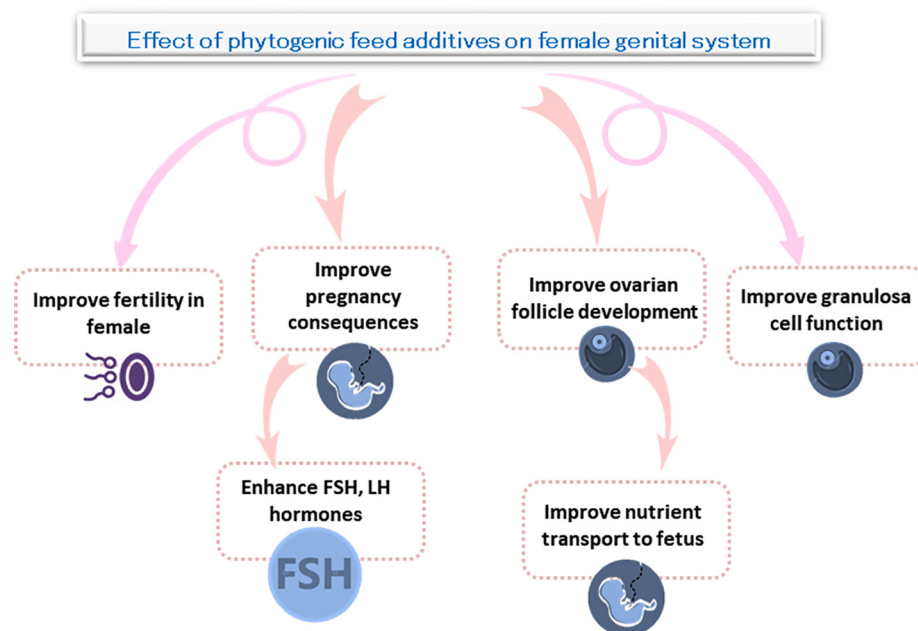 Effect of phytogenic feed additives on female genital system
Improve fertility in
female
Improve
pregnancy
consequences
Improve ovarian
follicle development
Improve granulosa
cell function
Enhance FSH, LH
hormones
FSH
Improve nutrient
transport to fetus